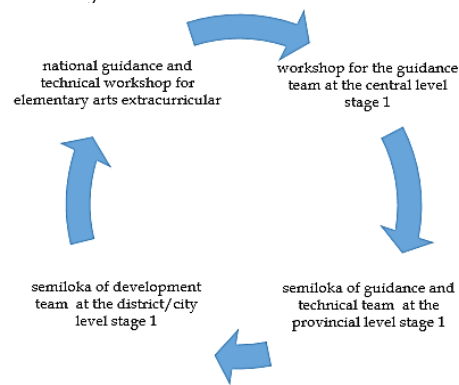 national guidance and
technical workshop for
elementary arts extracurricular
workshop for the guidance
team at the central level
stage 1
semiloka of guidance and
technical team at the
provincial level stage 1
semiloka of development
team at the district/city
level stage 1